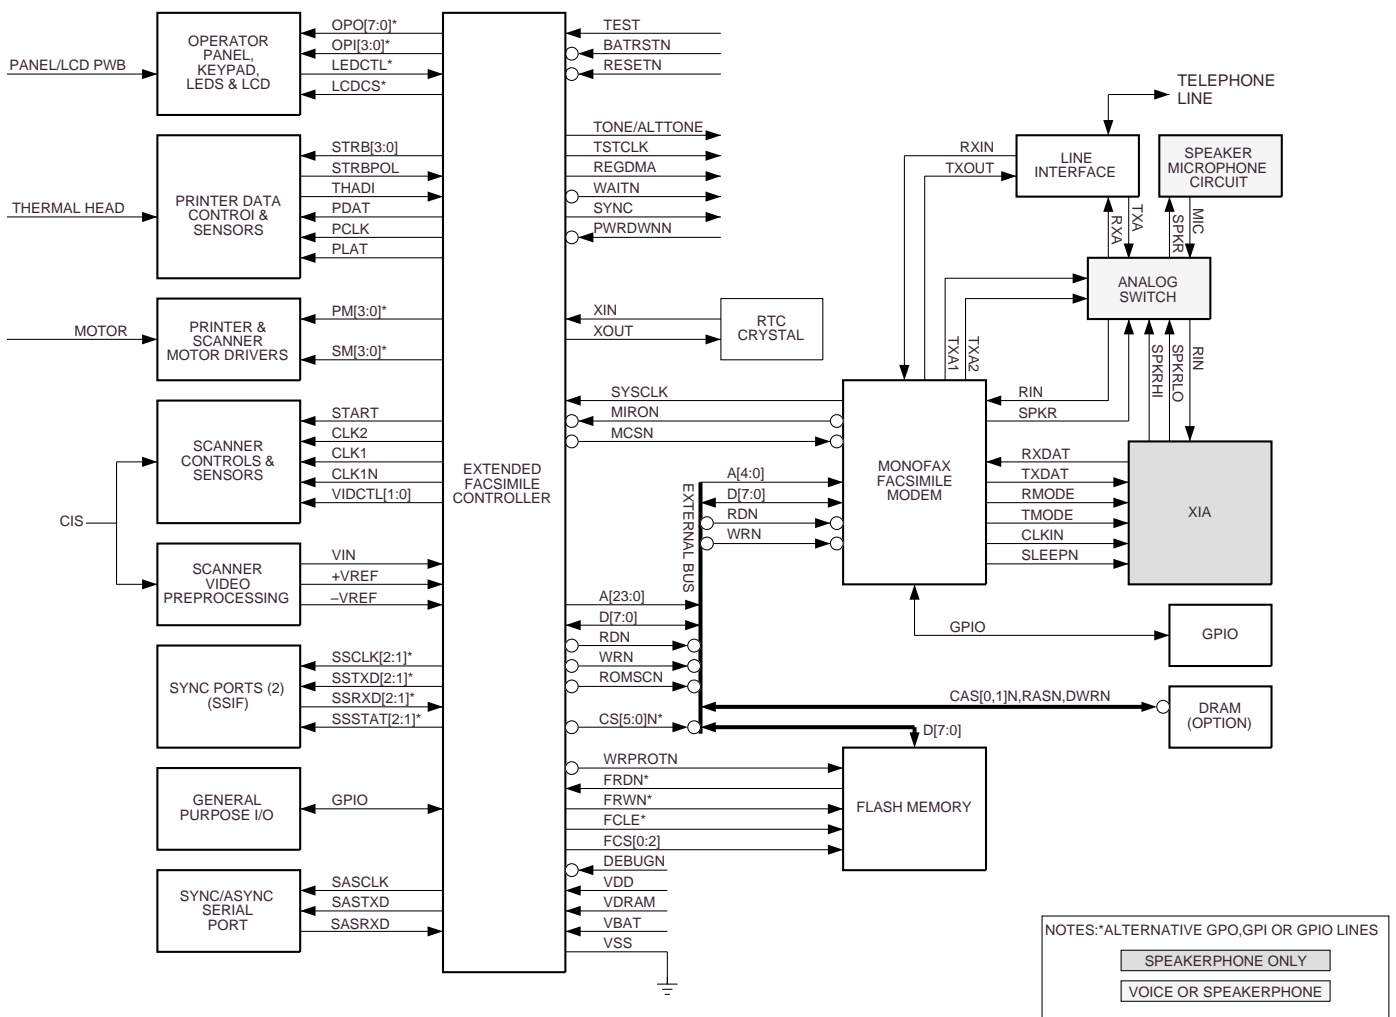 PANEL/LCD PWB
OPERATOR
PANEL,
KEYPAD,
LEDS & LCD
OPO[7:0]*
OPI[3:0]*
LEDCTL*
LCDCS*
THERMAL HEAD
PRINTER DATA
CONTROl &
SENSORS
STRB[3:0]
STRBPOL
THADI
PDAT
PCLK
PLAT
MOTOR
PRINTER &
SCANNER
MOTOR DRIVERS
PM[3:0]*
SM[3:0]*
CIS
SCANNER
CONTROLS &
SENSORS
START
CLK2
CLK1
CLK1N
VIDCTL[1:0]
SCANNER
VIDEO
PREPROCESSING
VIN
+VREF
–VREF
SYNC PORTS (2)
(SSIF)
SSCLK[2:1]*
SSTXD[2:1]*
SSRXD[2:1]*
SSSTAT[2:1]*
GENERAL
PURPOSE I/O
GPIO
SYNC/ASYNC
SERIAL
PORT
SASCLK
SASTXD
SASRXD
EXTENDED
FACSIMILE
CONTROLLER
TEST
BATRSTN
RESETN
TONE/ALTTONE
TSTCLK
REGDMA
WAITN
SYNC
PWRDWNN
XIN
XOUT
RTC
CRYSTAL
SYSCLK
MIRON
MCSN
A[23:0]
D[7:0]
RDN
WRN
ROMSCN
CS[5:0]N*
WRPROTN
FRDN*
FRWN*
FCLE*
FCS[0:2]
DEBUGN
VDD
VDRAM
VBAT
VSS
EXTERNAL BUS
A[4:0]
D[7:0]
RDN
WRN
MONOFAX
FACSIMILE
MODEM
RXIN
TXOUT
TELEPHONE
LINE
LINE
INTERFACE
SPEAKER
MICROPHONE
CIRCUIT
RXA
TXA
SPKR
MIC
ANALOG
SWITCH
TXA1
TXA2
SPKRHI
SPKRLO
RIN
RIN
SPKR
RXDAT
TXDAT
RMODE
TMODE
CLKIN
SLEEPN
XIA
GPIO
GPIO
CAS[0,1]N,RASN,DWRN
DRAM
(OPTION)
D[7:0]
FLASH MEMORY
NOTES:*ALTERNATIVE GPO,GPI OR GPIO LINES
SPEAKERPHONE ONLY
VOICE OR SPEAKERPHONE